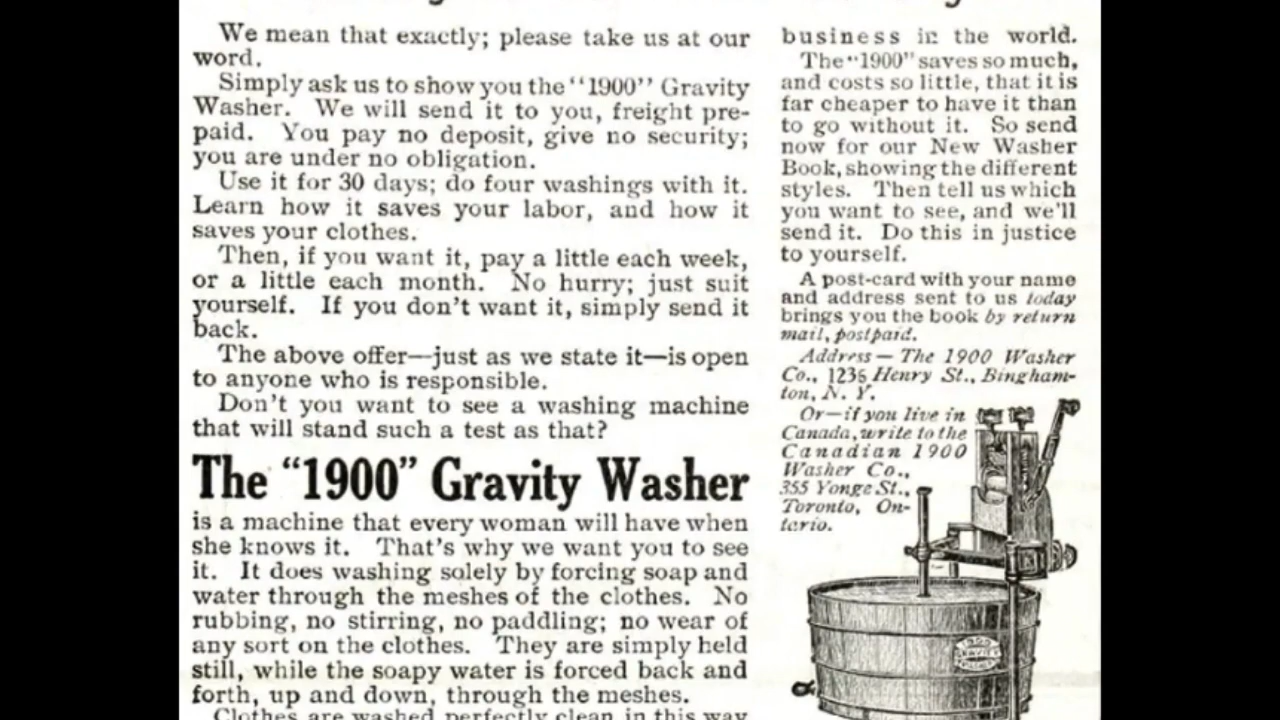 We mean that exactly; please take us at our
word.
Simply ask us to show you the "1900" Gravity
Washer. We will send it to you, freight pre-
paid. You pay no deposit, give no security;
you are under no obligation.
Use it for 30 days; do four washings with it.
Learn how it saves your labor, and how it
saves your clothes.
Then, if you want it, pay a little each week,
or a little each month. No hurry; just suit
yourself. If you don't want it, simply send it
back.
The above offer—just as we state it—is open
to anyone who is responsible.
Don't you want to see a washing machine
that will stand such a test as that?
The "1900" Gravity Washer
is a machine that every woman will have when
she knows it. That's why we want you to see
it. It does washing solely by forcing soap and
water through the meshes of the clothes. No
rubbing, no stirring, no paddling; no wear of
any sort on the clothes. They are simply held
still, while the soapy water is forced back and
forth, up and down, through the meshes.
Clothes are washed perfectly clean in this way
business in the world.
The "1900" saves so much,
and costs so little, that it is
far cheaper to have it than
to go without it. So send
now for our New Washer
Book, showing the different
styles. Then tell us which
you want to see, and we'll
send it. Do this in justice
to yourself.
A post-card with your name
and address sent to us today
brings you the book by return
mail, postpaid.
Address—The 1900 Washer
Co., 1236 Henry St., Bingham-
ton, N. Y.
Or—if you live in
Canada, write to the
Canadian 1900
Washer Co.,
355 Yonge St.,
Toronto, On-
tario.